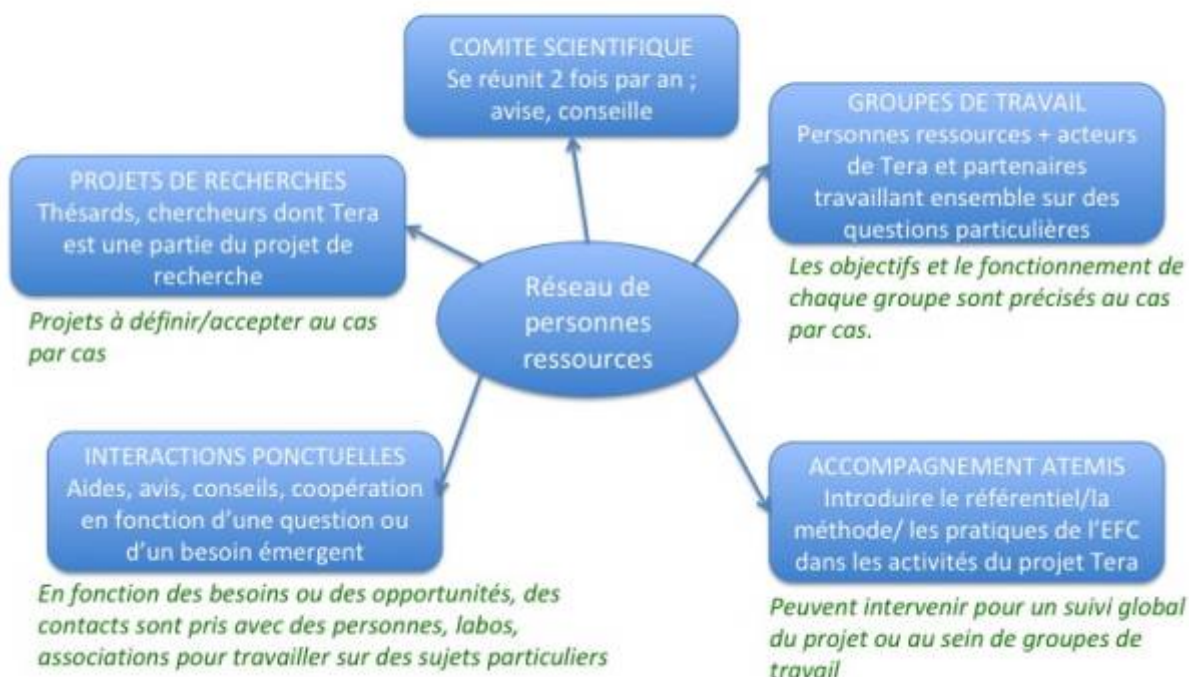 COMITE SCIENTIFIQUE
Se réunit 2 fois par an ;
avise, conseille
GROUPES DE TRAVAIL
Personnes ressources + acteurs
de Tera et partenaires
travaillant ensemble sur des
questions particulières
Les objectifs et le fonctionnement de
chaque groupe sont précisés au cas
par cas.
PROJETS DE RECHERCHES
Thésards, chercheurs dont Tera
est une partie du projet de
recherche
Projets à définir/accepter au cas
par cas
Réseau de
personnes
ressources
INTERACTIONS PONCTUELLES
Aides, avis, conseils, coopération
en fonction d'une question ou
d'un besoin émergent
En fonction des besoins ou des opportunités, des
contacts sont pris avec des personnes, labos,
associations pour travailler sur des sujets particuliers
ACCOMPAGNEMENT ATEMIS
Introduire le référentiel/la
méthode/ les pratiques de l'EFC
dans les activités du projet Tera
Peuvent intervenir pour un suivi global
du projet ou au sein de groupes de
travail